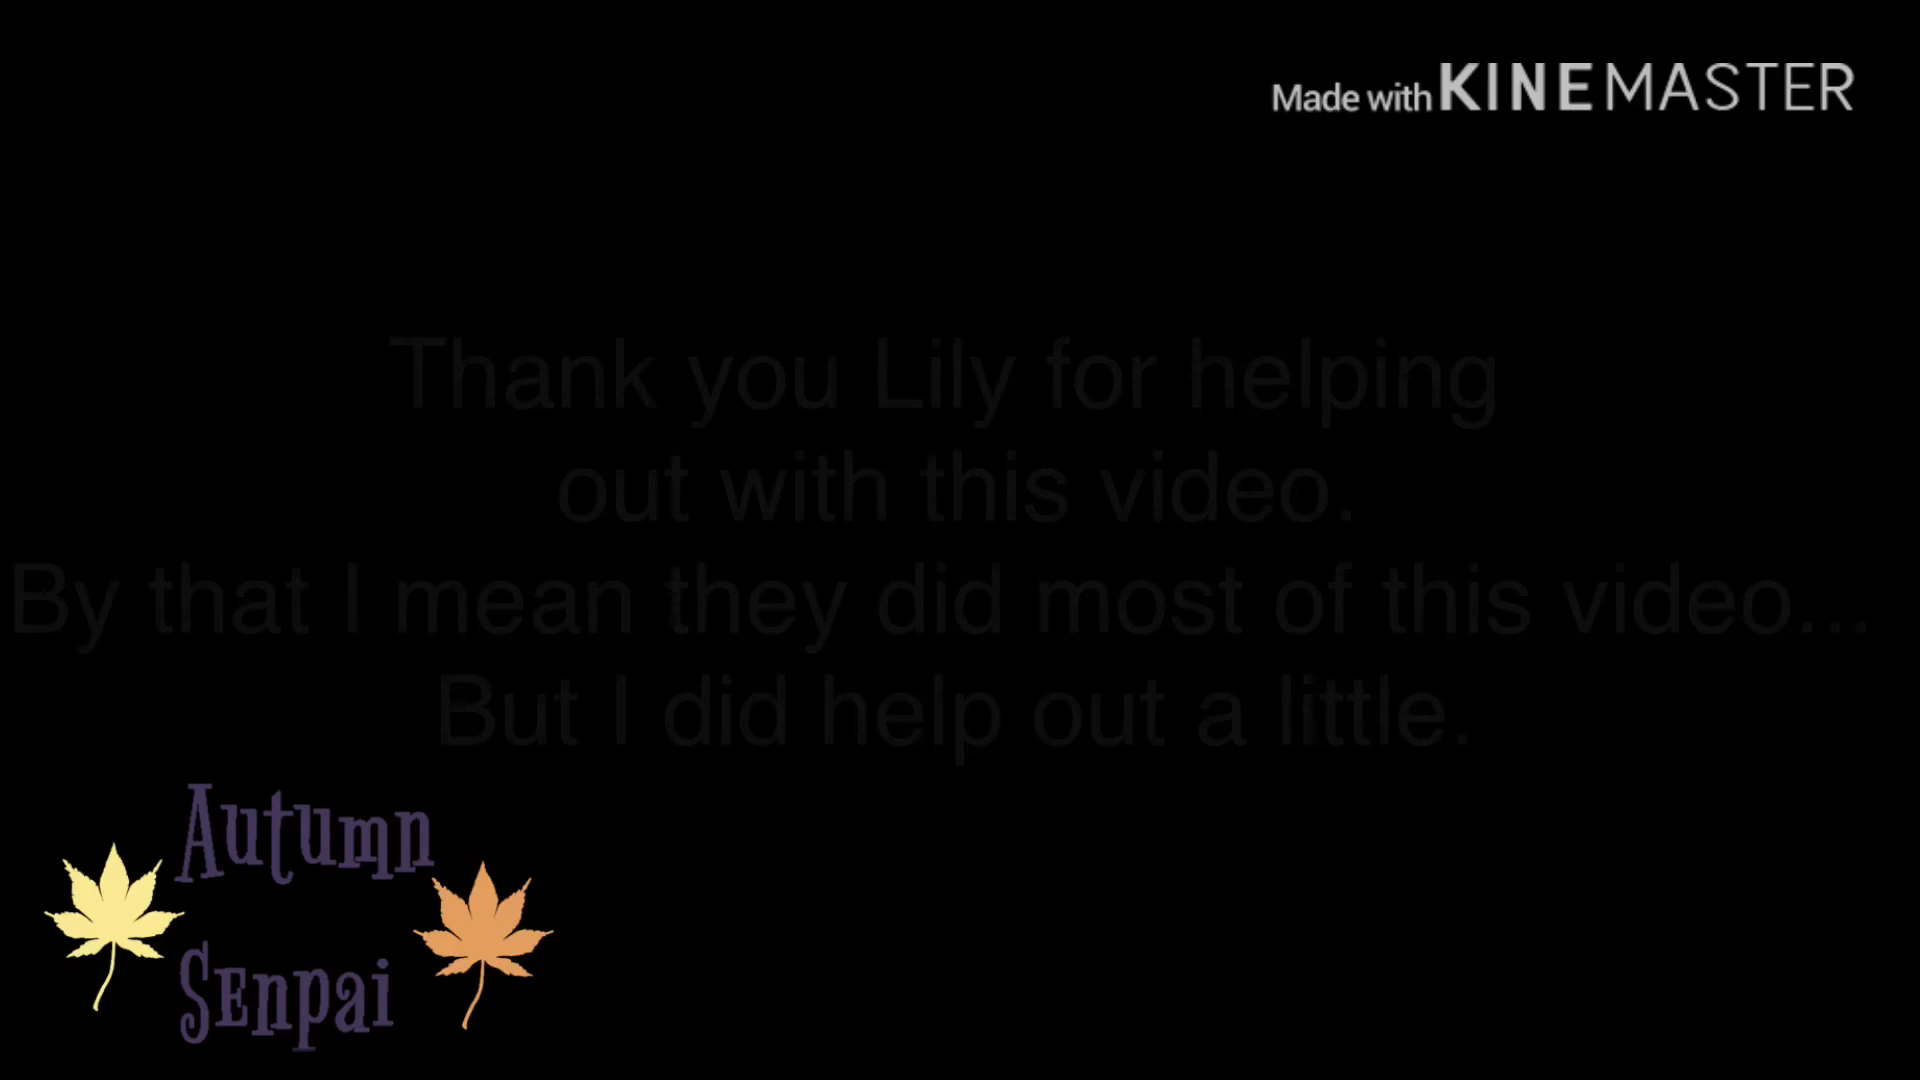 Made with KINEMASTER
Thank you Lily for helping
out with this video.
By that I mean they did most of this video...
But I did help out a little.
Autumn
Senpai